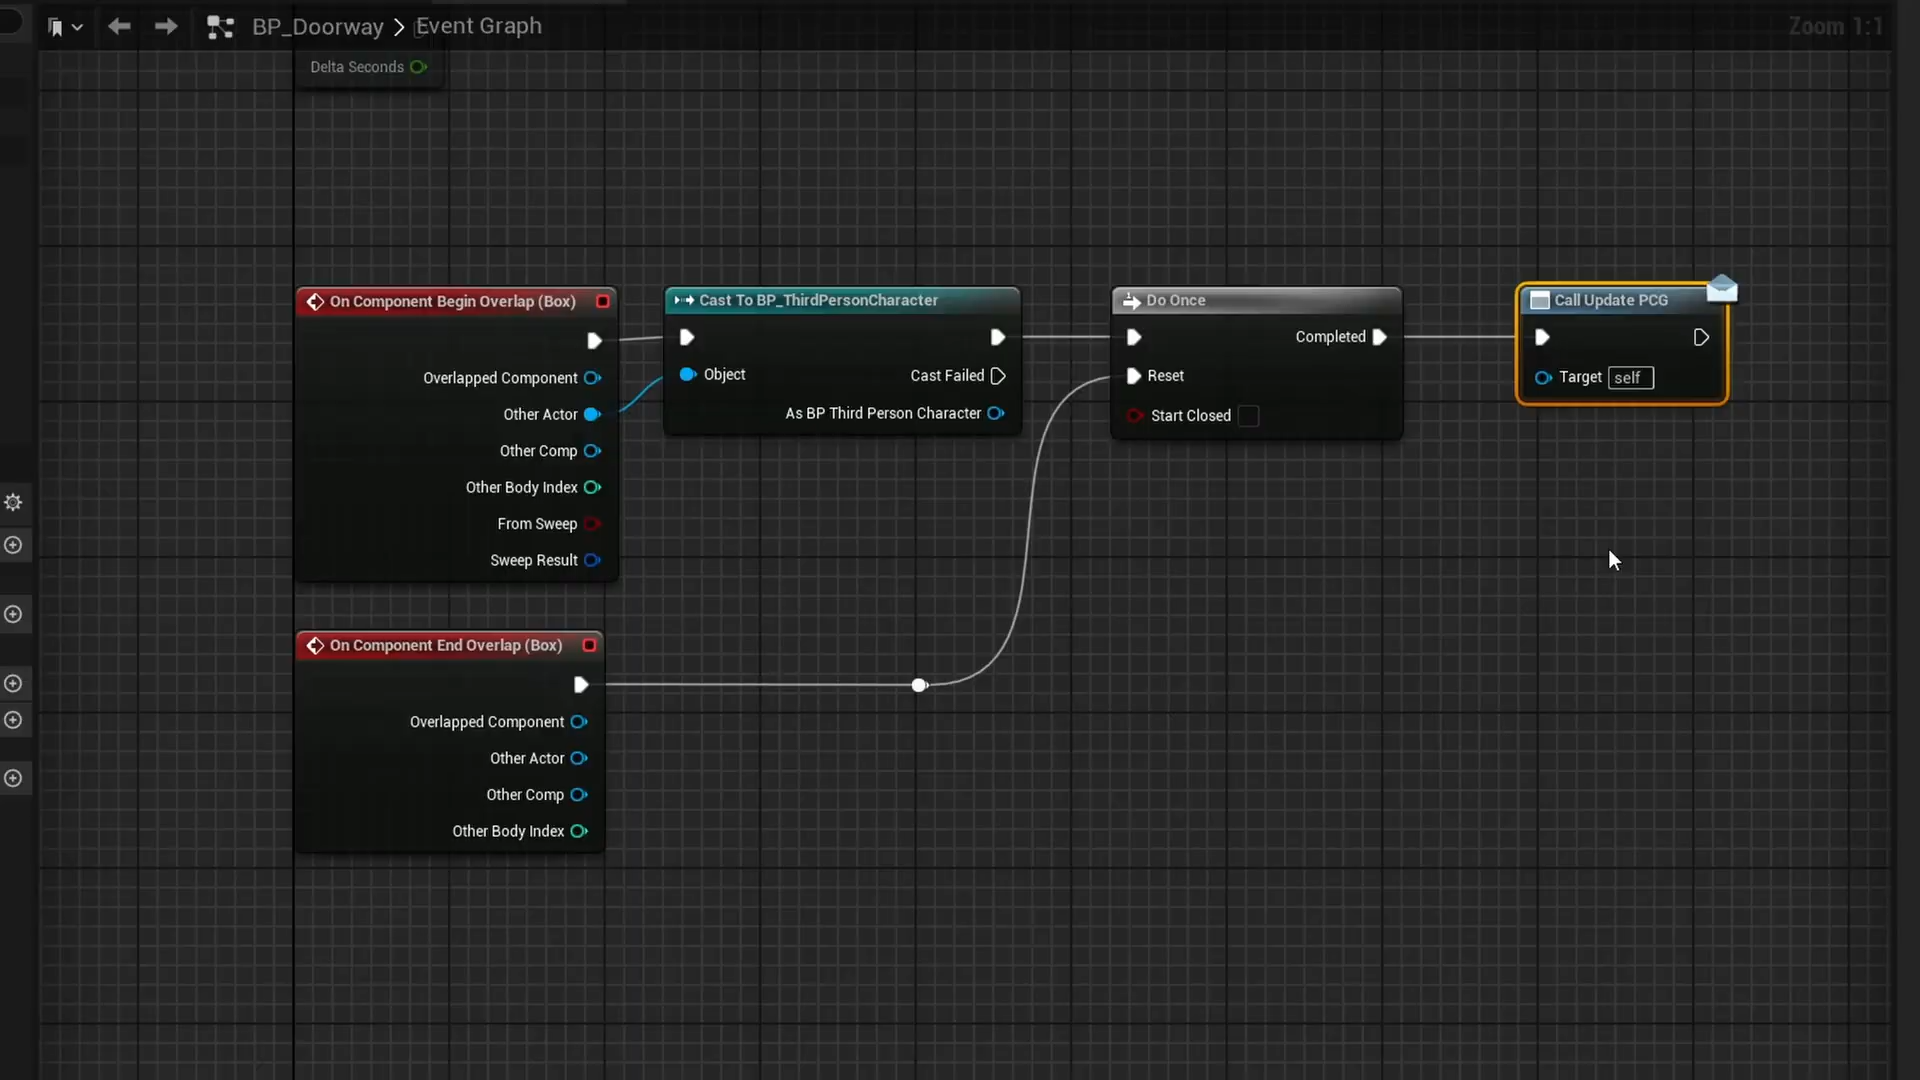 BP_Doorway > Event Graph
Zoom 1:1
Delta Seconds
On Component Begin Overlap (Box)
Overlapped Component
Other Actor
Other Comp
Other Body Index
From Sweep
Sweep Result
Cast To BP_ThirdPersonCharacter
Object
Cast Failed
As BP Third Person Character
Do Once
Completed
Reset
Start Closed
Call Update PCG
Target self
On Component End Overlap (Box)
Overlapped Component
Other Actor
Other Comp
Other Body Index